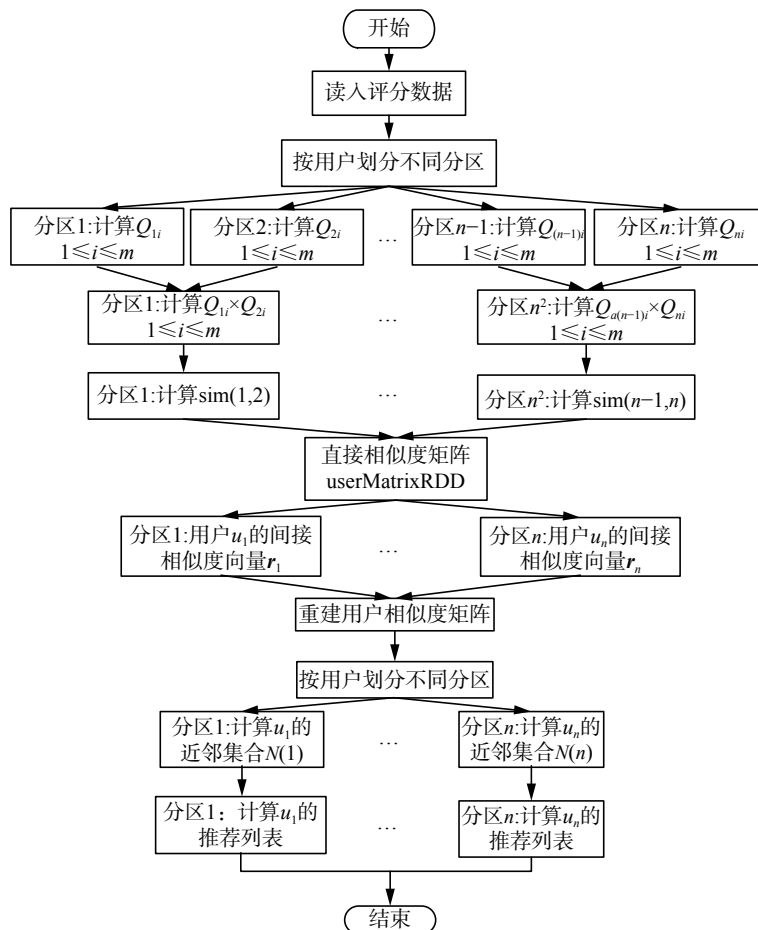 开始
读入评分数据
按用户划分不同分区
分区1:计算Q1i
1≤i≤m
分区2:计算Q2i
1≤i≤m
…
分区n−1:计算Q(n−1)i
1≤i≤m
分区n:计算Qni
1≤i≤m
分区1:计算Q1i×Q2i
1≤i≤m
…
分区n²:计算Qa(n−1)i×Qni
1≤i≤m
分区1:计算sim(1,2)
…
分区n²:计算sim(n−1,n)
直接相似度矩阵
userMatrixRDD
分区1:用户u1的间接
相似度向量r1
…
分区n:用户un的间接
相似度向量rn
重建用户相似度矩阵
按用户划分不同分区
分区1:计算u1的
近邻集合N(1)
…
分区n:计算un的
近邻集合N(n)
分区1：计算u1的
推荐列表
…
分区n:计算un的
推荐列表
结束